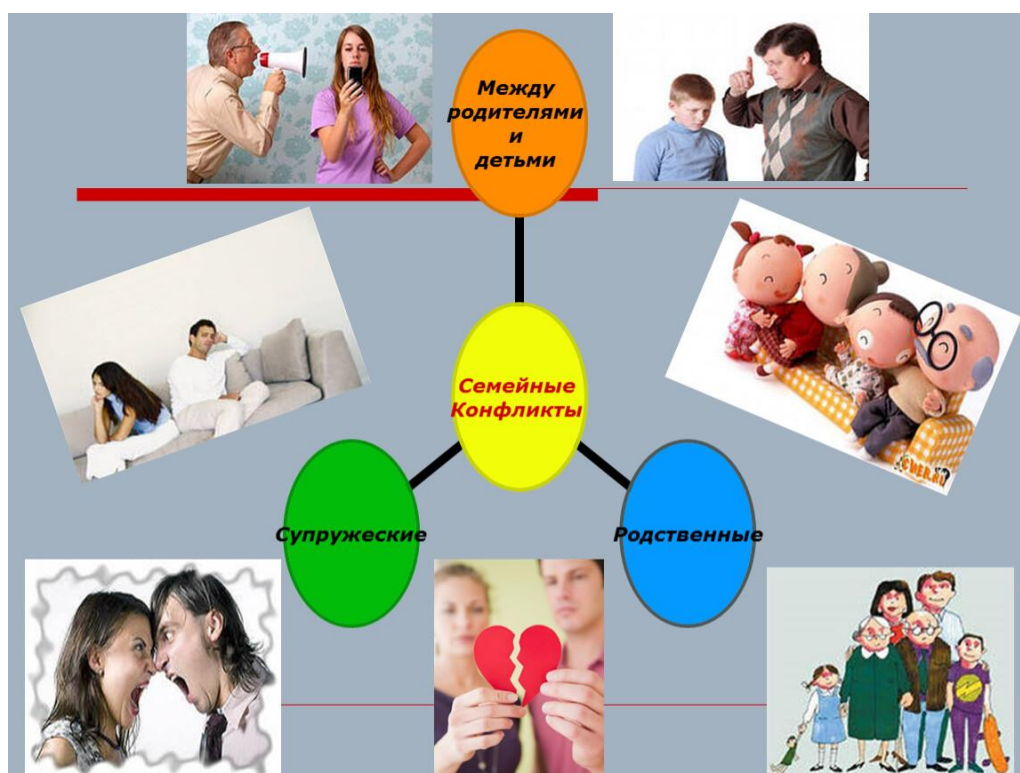 Между
родителями
и
детьми
Семейные
Конфликты
Супружеские
Родственные